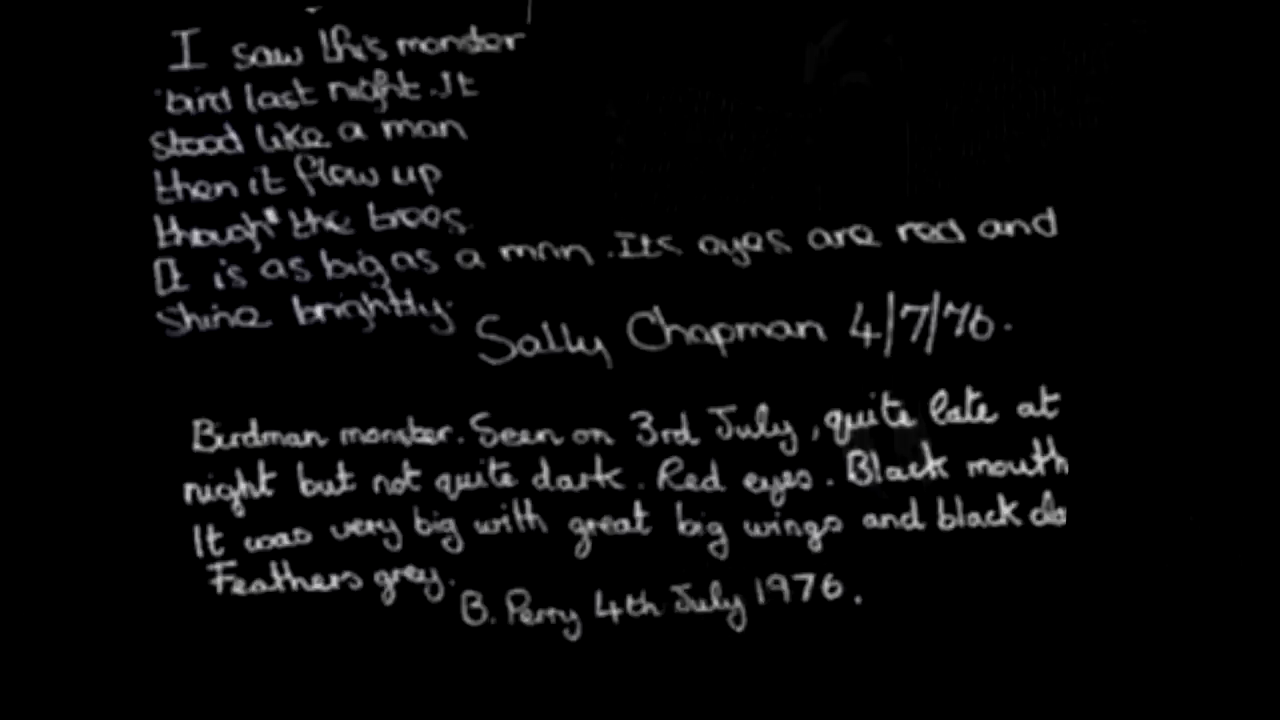 I saw this monster
bird last night. It
stood like a man
then it flow up
though the trees.
It is as big as a man. Its eyes are red and
shine brightly.
Sally Chapman 4/7/76.
Birdman monster. Seen on 3rd July, quite late at
night but not quite dark. Red eyes. Black mouth
It was very big with great big wings and black
Feathers grey.
B. Perry 4th July 1976.